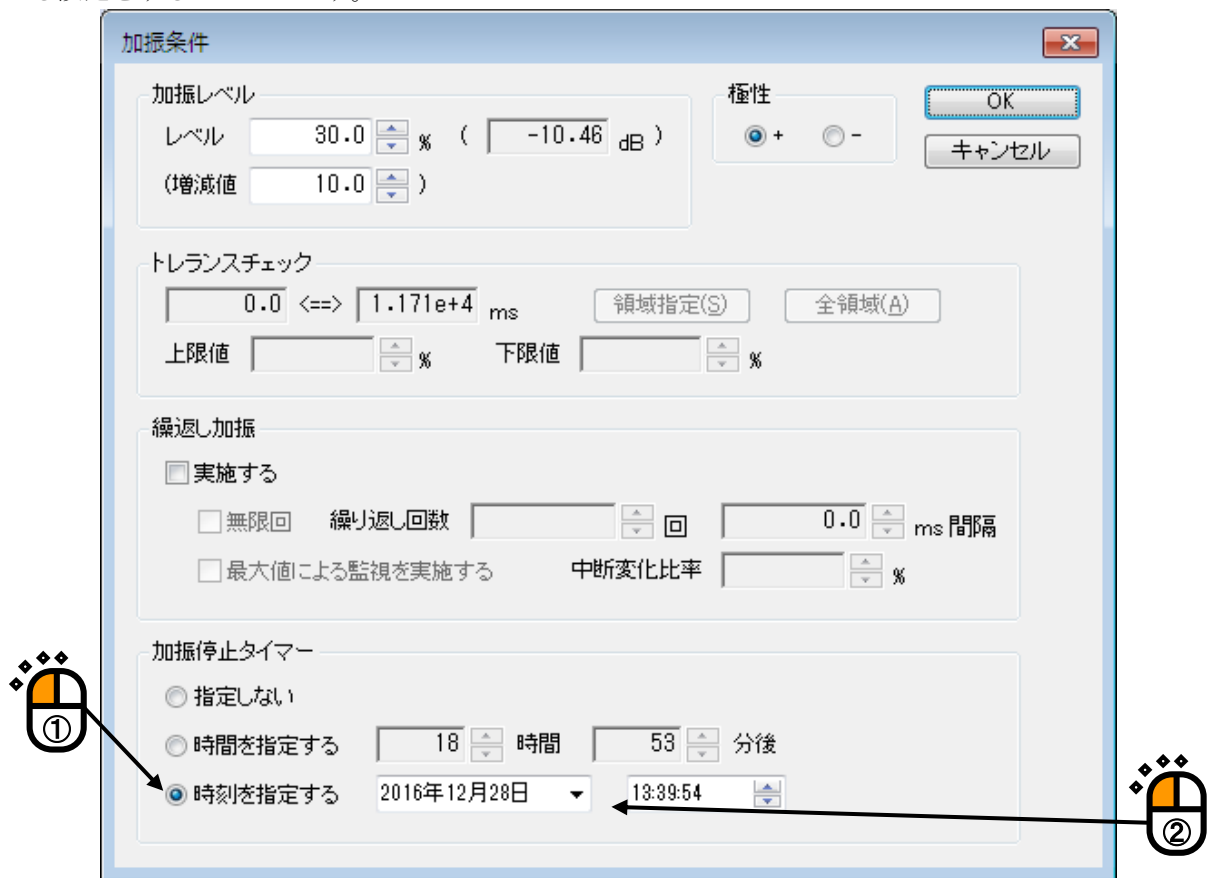 加振条件
加振レベル
極性
OK
レベル 30.0 % ( -10.46 dB )
+ -
キャンセル
(増減値 10.0 )
トレランスチェック
0.0 <==> 1.171e+4 ms 領域指定(S) 全領域(A)
上限値 % 下限値 %
繰返し加振
実施する
無限回 繰り返し回数 回 0.0 ms 間隔
最大値による監視を実施する 中断変化比率 %
加振停止タイマー
指定しない
①
時間を指定する 18 時間 53 分後
時刻を指定する 2016年12月28日 13:39:54
②